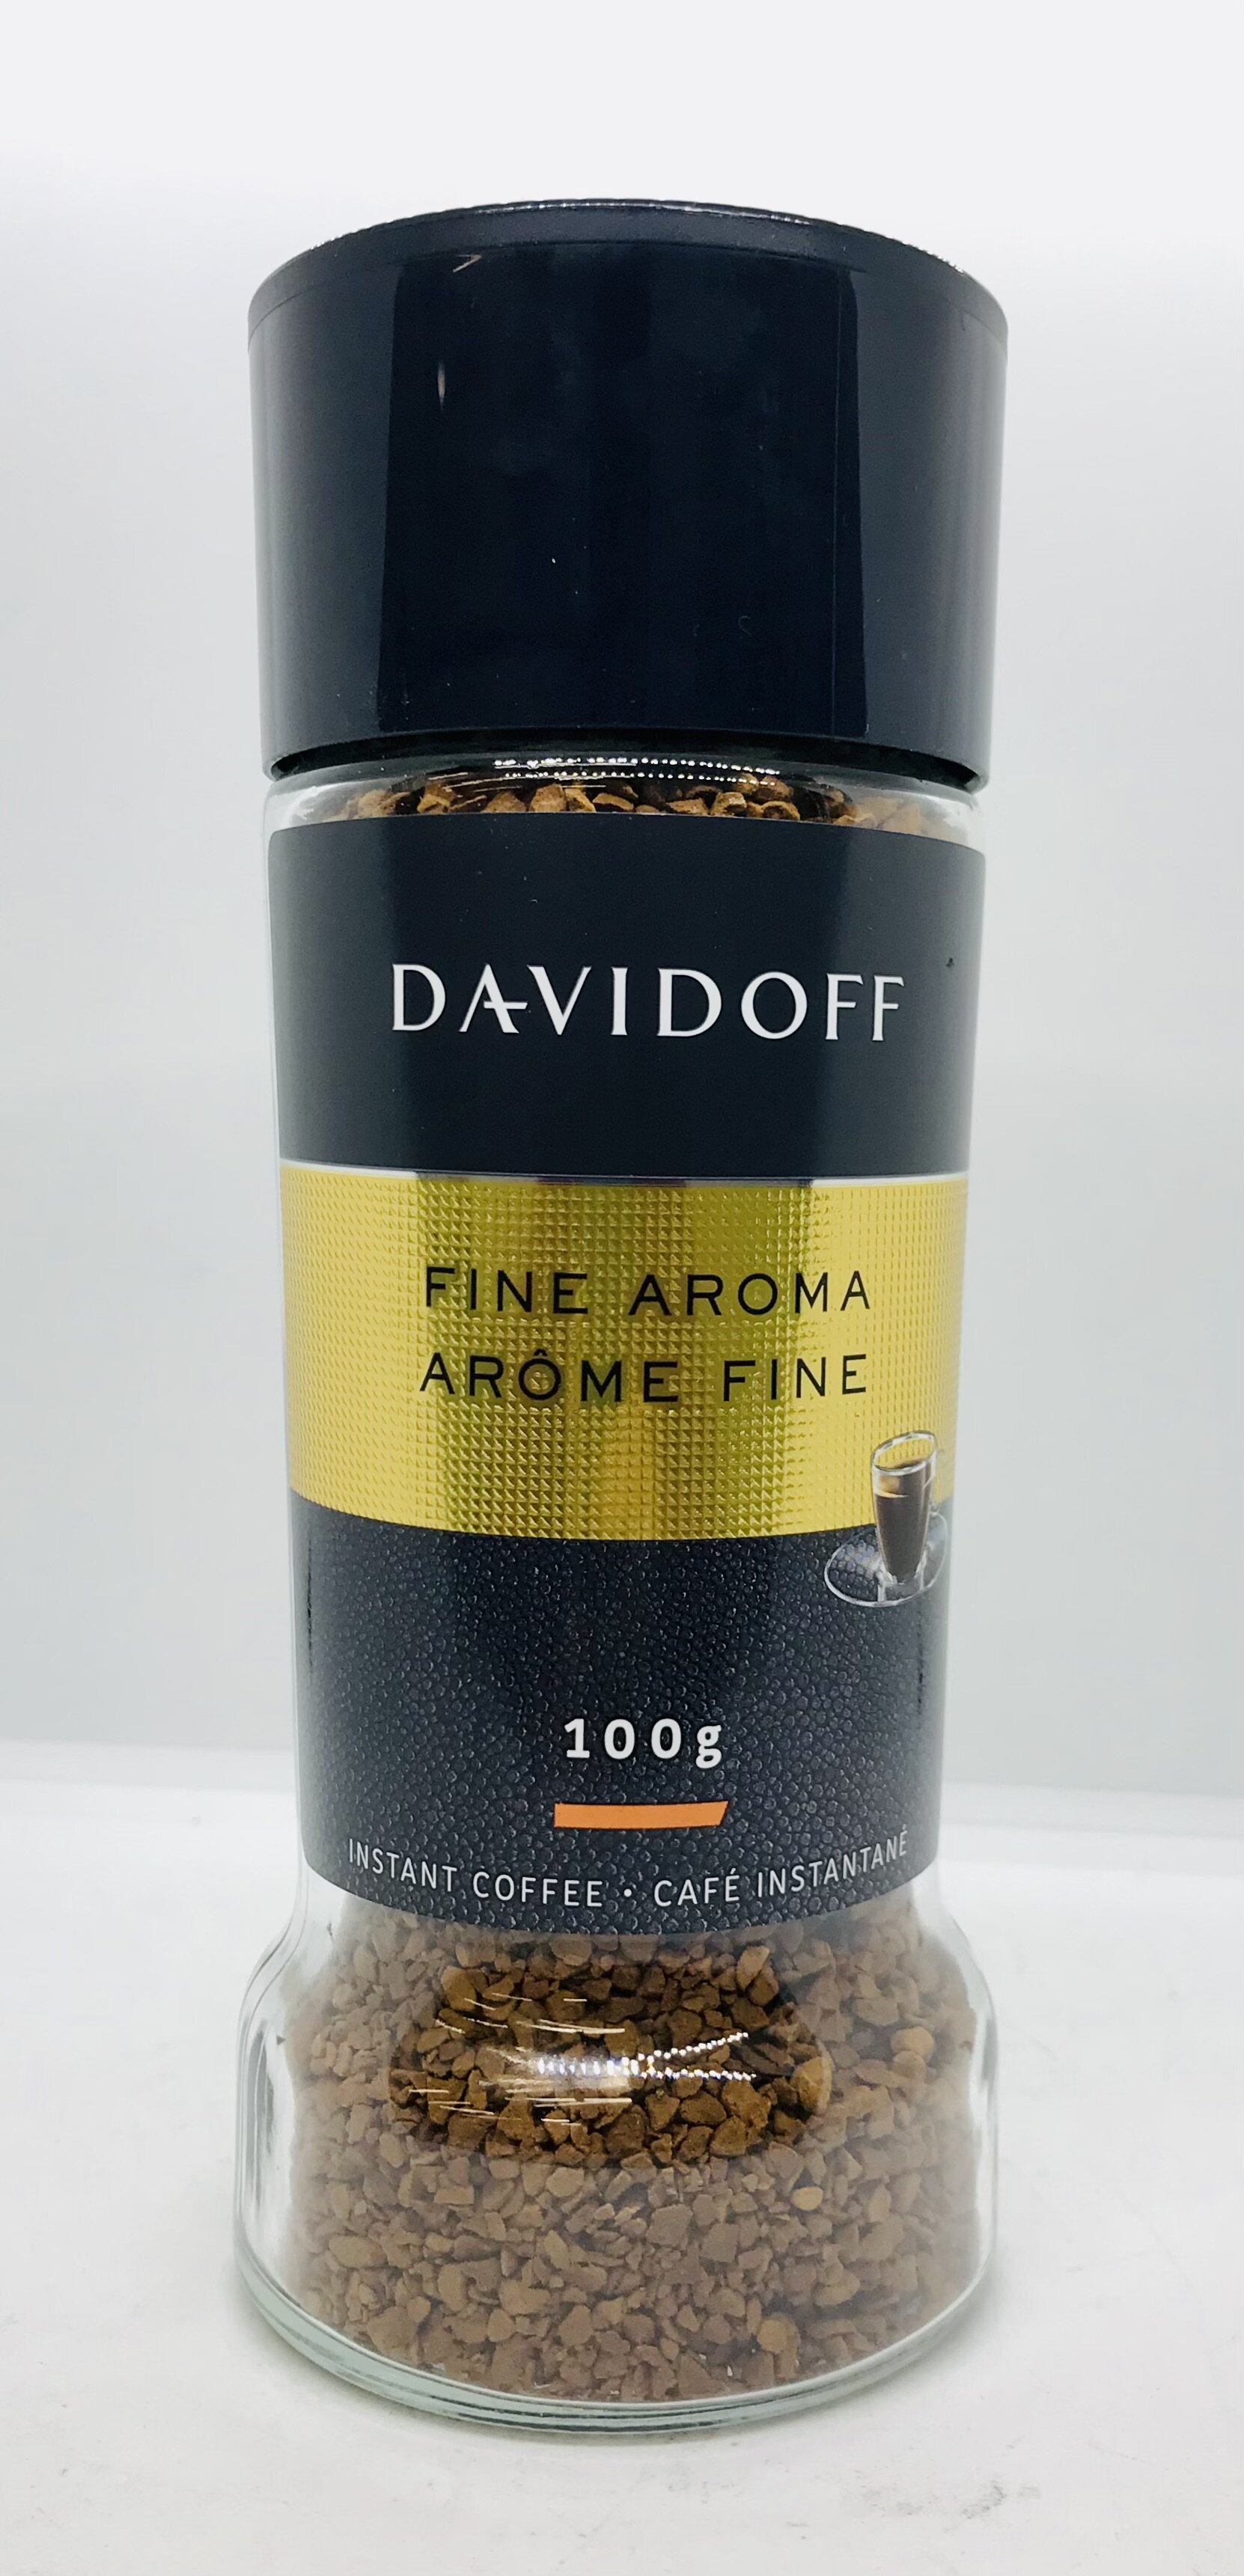 DAVIDOFF
FINE AROMA
ARÔME FINE
100g
INSTANT COFFEE • CAFÉ INSTANTANÉ